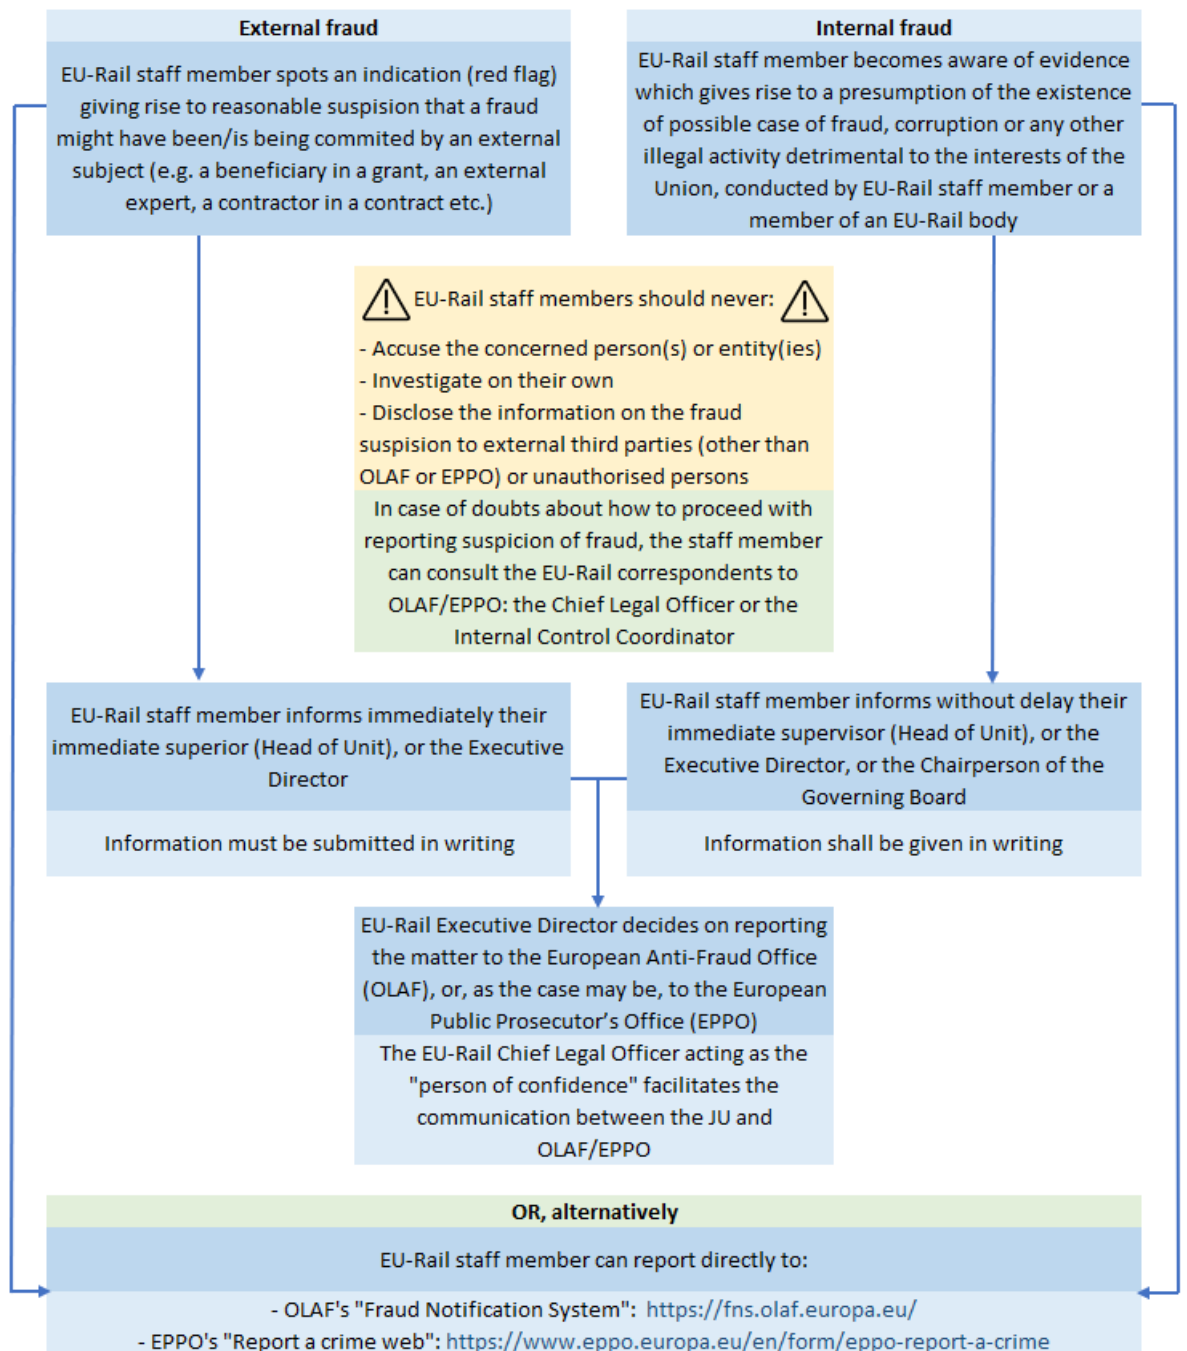 External fraud
EU-Rail staff member spots an indication (red flag)
giving rise to reasonable suspision that a fraud
might have been/is being commited by an external
subject (e.g. a beneficiary in a grant, an external
expert, a contractor in a contract etc.)
Internal fraud
EU-Rail staff member becomes aware of evidence
which gives rise to a presumption of the existence
of possible case of fraud, corruption or any other
illegal activity detrimental to the interests of the
Union, conducted by EU-Rail staff member or a
member of an EU-Rail body
EU-Rail staff members should never:
- Accuse the concerned person(s) or entity(ies)
- Investigate on their own
- Disclose the information on the fraud
suspision to external third parties (other than
OLAF or EPPO) or unauthorised persons
In case of doubts about how to proceed with
reporting suspicion of fraud, the staff member
can consult the EU-Rail correspondents to
OLAF/EPPO: the Chief Legal Officer or the
Internal Control Coordinator
EU-Rail staff member informs immediately their
immediate superior (Head of Unit), or the Executive
Director
Information must be submitted in writing
EU-Rail staff member informs without delay their
immediate supervisor (Head of Unit), or the
Executive Director, or the Chairperson of the
Governing Board
Information shall be given in writing
EU-Rail Executive Director decides on reporting
the matter to the European Anti-Fraud Office
(OLAF), or, as the case may be, to the European
Public Prosecutor's Office (EPPO)
The EU-Rail Chief Legal Officer acting as the
"person of confidence" facilitates the
communication between the JU and
OLAF/EPPO
OR, alternatively
EU-Rail staff member can report directly to:
- OLAF's "Fraud Notification System": https://fns.olaf.europa.eu/
- EPPO's "Report a crime web": https://www.eppo.europa.eu/en/form/eppo-report-a-crime